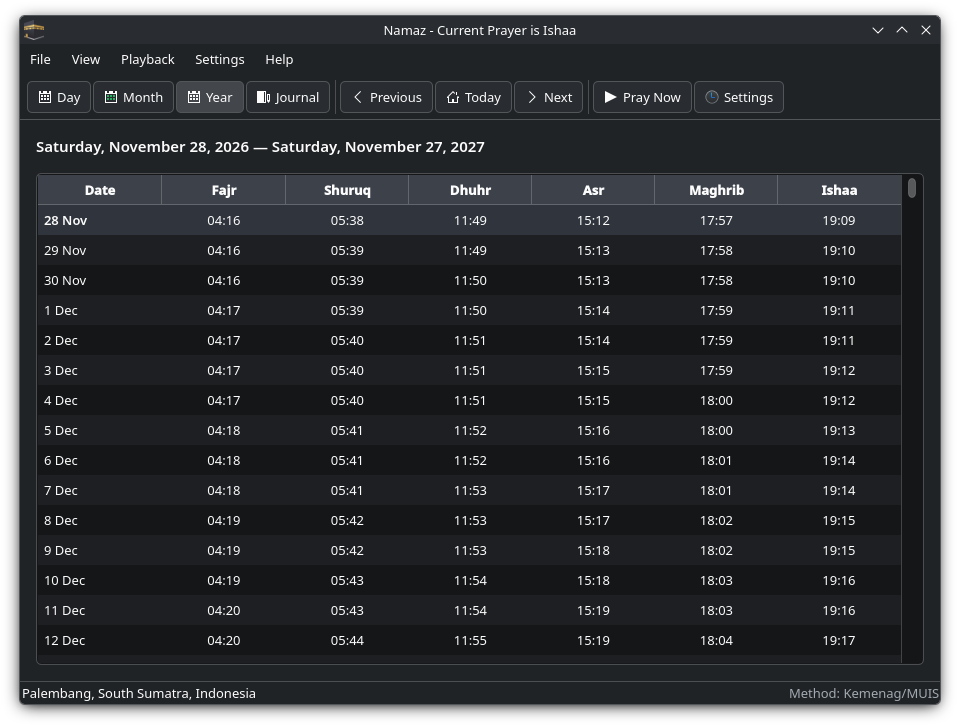 Namaz - Current Prayer is Ishaa
File View Playback Settings Help
Day Month Year Journal Previous Today Next Pray Now Settings
Saturday, November 28, 2026 — Saturday, November 27, 2027
Date Fajr Shuruq Dhuhr Asr Maghrib Ishaa
28 Nov 04:16 05:38 11:49 15:12 17:57 19:09
29 Nov 04:16 05:39 11:49 15:13 17:58 19:10
30 Nov 04:16 05:39 11:50 15:13 17:58 19:10
1 Dec 04:17 05:39 11:50 15:14 17:59 19:11
2 Dec 04:17 05:40 11:51 15:14 17:59 19:11
3 Dec 04:17 05:40 11:51 15:15 17:59 19:12
4 Dec 04:17 05:40 11:51 15:15 18:00 19:12
5 Dec 04:18 05:41 11:52 15:16 18:00 19:13
6 Dec 04:18 05:41 11:52 15:16 18:01 19:14
7 Dec 04:18 05:41 11:53 15:17 18:01 19:14
8 Dec 04:19 05:42 11:53 15:17 18:02 19:15
9 Dec 04:19 05:42 11:53 15:18 18:02 19:15
10 Dec 04:19 05:43 11:54 15:18 18:03 19:16
11 Dec 04:20 05:43 11:54 15:19 18:03 19:16
12 Dec 04:20 05:44 11:55 15:19 18:04 19:17
Palembang, South Sumatra, Indonesia Method: Kemenag/MUIS